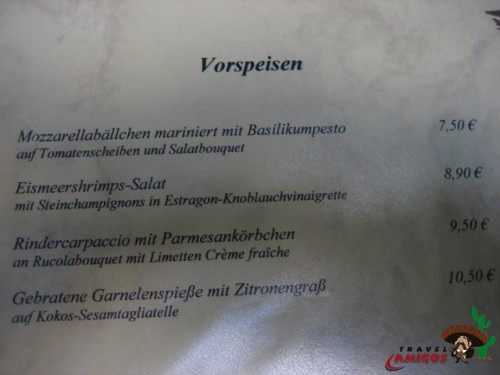 Vorspeisen
Mozzarellabällchen mariniert mit Basilikumpesto 7,50 €
auf Tomatenscheiben und Salatbouquet
Eismeershrimps-Salat 8,90 €
mit Steinchampignons in Estragon-Knoblauchvinaigrette
Rindercarpaccio mit Parmesankörbchen 9,50 €
an Rucolabouquet mit Limetten Crème fraîche
Gebratene Garnelenspieße mit Zitronengraß 10,50 €
auf Kokos-Sesamtagliatelle
TRAVEL
AMIGOS